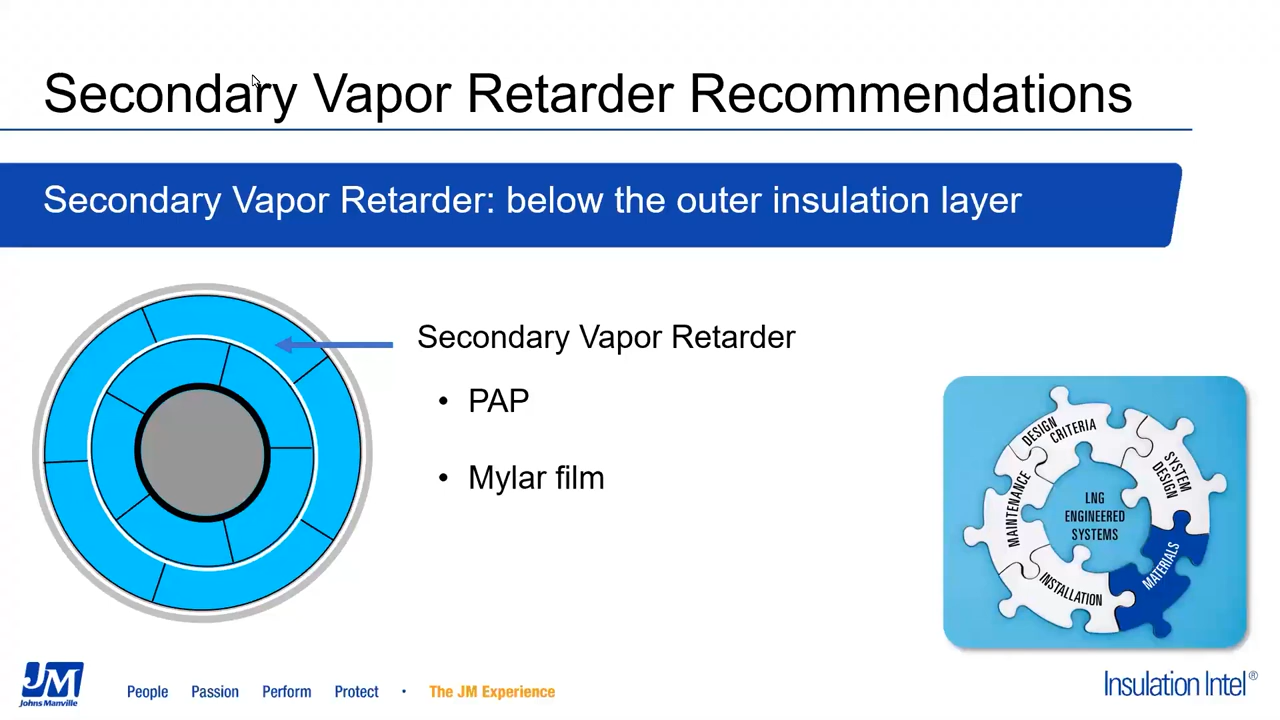 Secondary Vapor Retarder Recommendations
Secondary Vapor Retarder: below the outer insulation layer
Secondary Vapor Retarder
• PAP
• Mylar film
DESIGN CRITERIA
SYSTEM DESIGN
MATERIALS
INSTALLATION
MAINTENANCE
LNG
ENGINEERED
SYSTEMS
JM
Johns Manville
People Passion Perform Protect • The JM Experience
Insulation Intel®